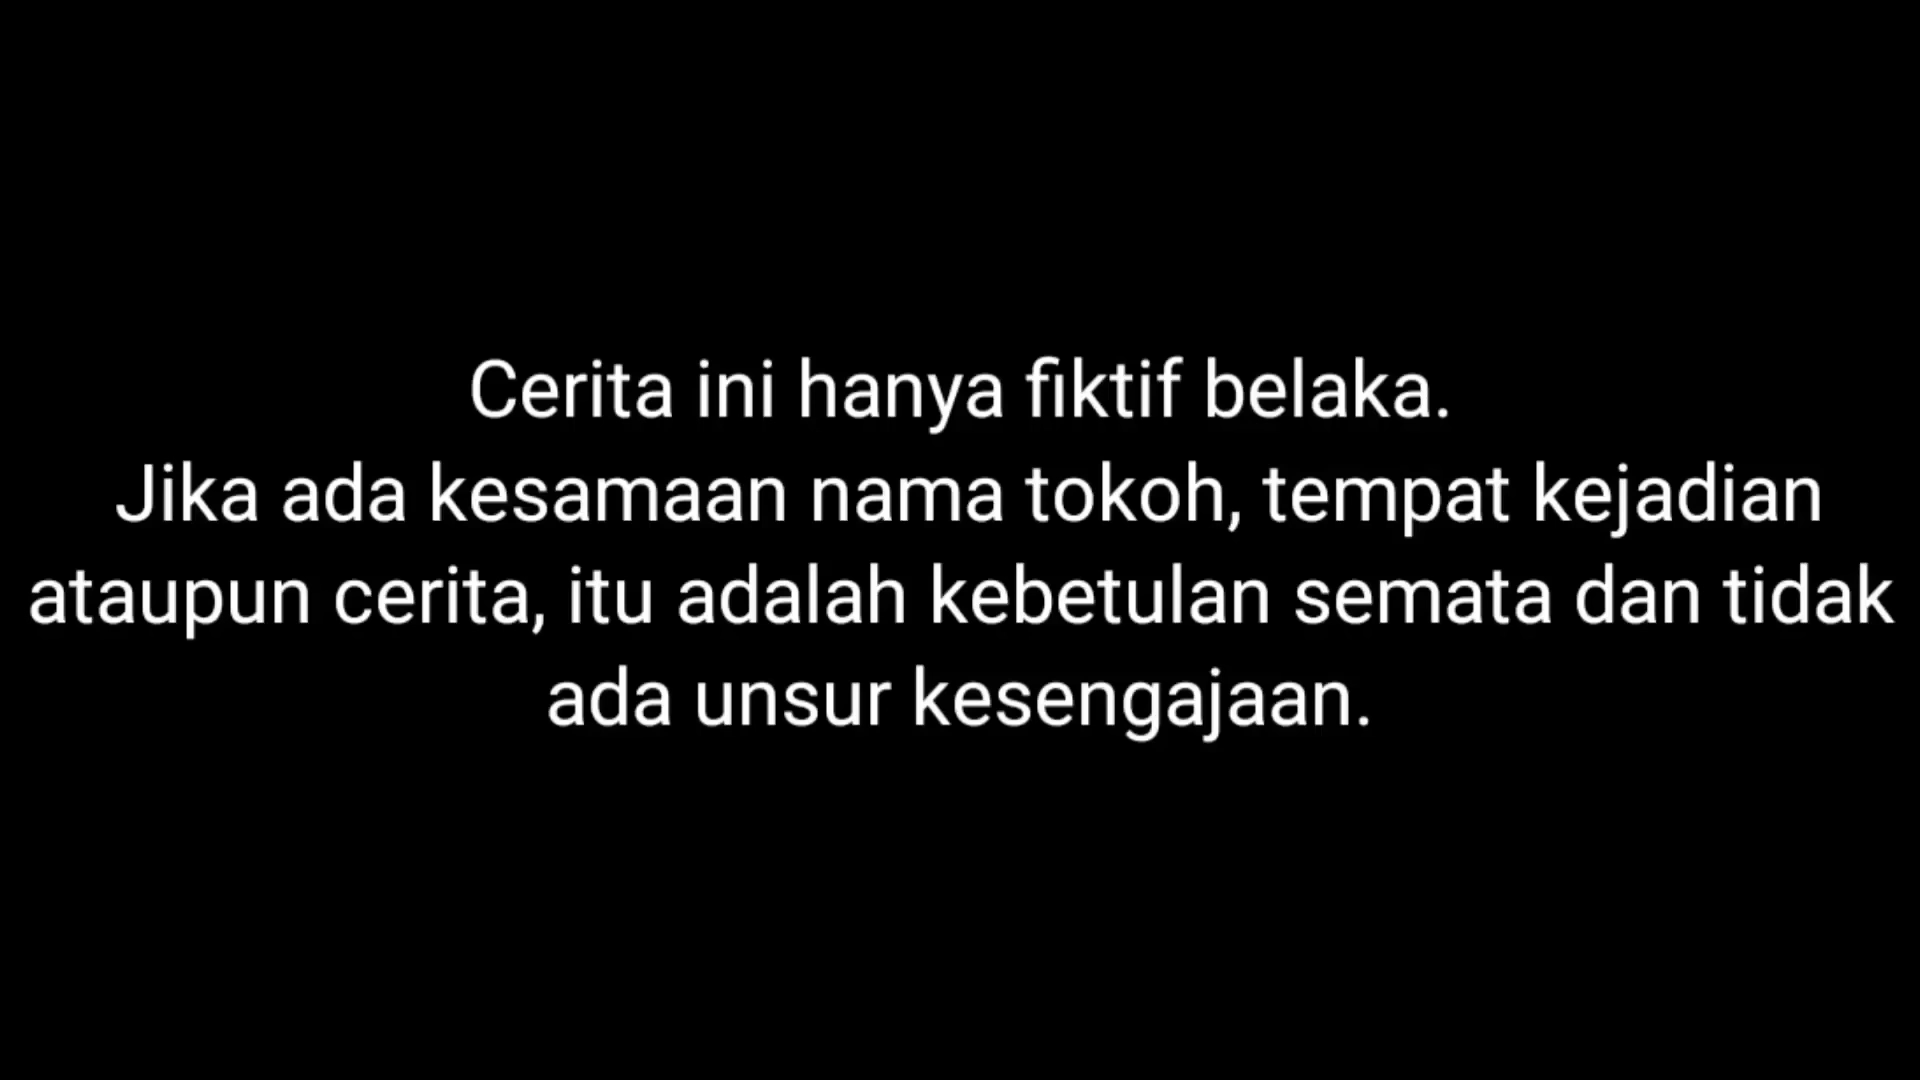 Cerita ini hanya fiktif belaka.
Jika ada kesamaan nama tokoh, tempat kejadian
ataupun cerita, itu adalah kebetulan semata dan tidak
ada unsur kesengajaan.